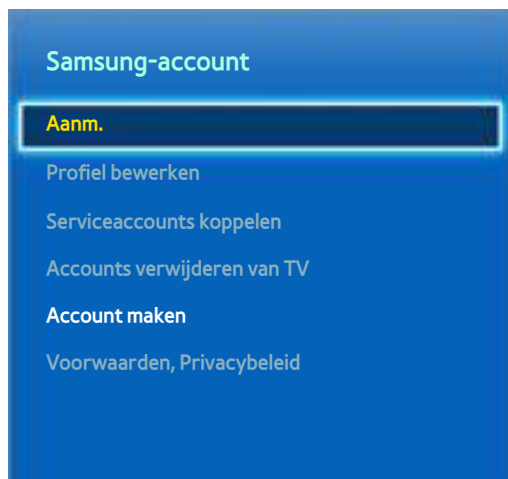 Samsung-account
Aanm.
Profiel bewerken
Serviceaccounts koppelen
Accounts verwijderen van TV
Account maken
Voorwaarden, Privacybeleid